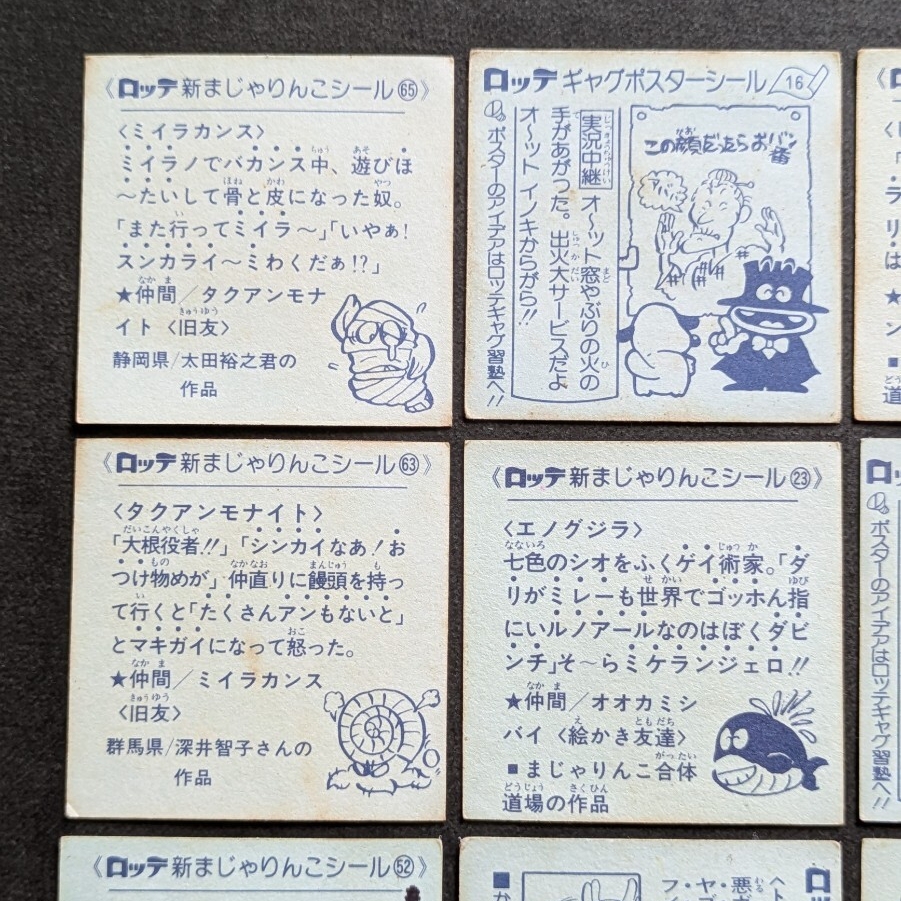 《ロッテ新まじゃりんこシール65》
〈ミイラカンス〉
ミイラノでバカンス中、遊びほ
〜たいして骨と皮になった奴。
「また行ってミイラ〜」「いやぁ!
スンカライ〜ミわくだぁ!?」
★仲間/タクアンモナ
イト〈旧友〉
静岡県/太田裕之君の
作品
ロッテ ギャグポスターシール 16
実況中継 オ〜ット窓やぶりの火の
手があがった。出火大サービスだよ
オ〜ット イノキからがら!!
ポスターのアイデアはロッテギャグ習塾へ!!
この顔だったらお
《ロッテ新まじゃりんこシール63》
〈タクアンモナイト〉
「大根役者!!」「シンカイなあ!お
つけ物めが」仲直りに饅頭を持っ
て行くと「たくさんアンもないと」
とマキガイになって怒った。
★仲間/ミイラカンス
〈旧友〉
群馬県/深井智子さんの
作品
《ロッテ新まじゃりんこシール23》
〈エノグジラ〉
七色のシオをふくゲイ術家。「ダ
リがミレーも世界でゴッホん指
にいルノアールなのはぼくダビ
ンチ」そ〜らミケランジェロ!!
★仲間/オオカミシ
バイ〈絵かき友達〉
■まじゃりんこ合体
道場の作品
ポスターのアイデアはロッテギャグ習塾へ!!
《ロッテ新まじゃりんこシール52》